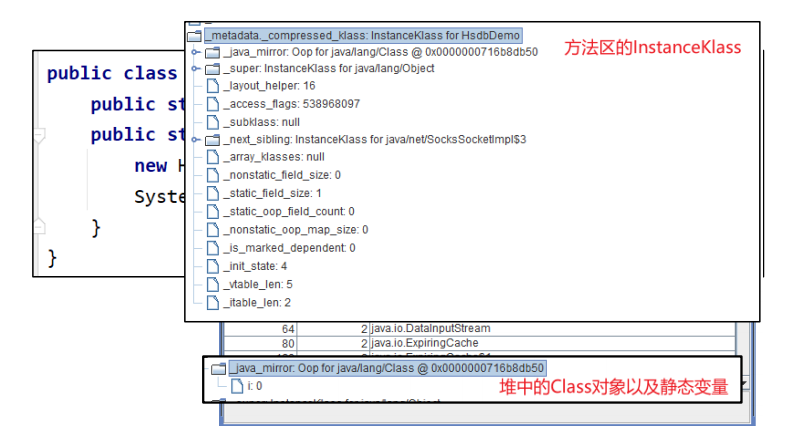 _metadata._compressed_klass: InstanceKlass for HsdbDemo
_java_mirror: Oop for java/lang/Class @ 0x0000000716b8db50
方法区的InstanceKlass
_super: InstanceKlass for java/lang/Object
_layout_helper: 16
_access_flags: 538968097
_subklass: null
_next_sibling: InstanceKlass for java/net/SocksSocketImpl$3
_array_klasses: null
_nonstatic_field_size: 0
_static_field_size: 1
_static_oop_field_count: 0
_nonstatic_oop_map_size: 0
_is_marked_dependent: 0
_init_state: 4
_vtable_len: 5
_itable_len: 2
public class
public st
public st
new H
Syste
}
}
64 2 java.io.DataInputStream
80 2 java.io.ExpiringCache
_java_mirror: Oop for java/lang/Class @ 0x0000000716b8db50
i: 0
堆中的Class对象以及静态变量